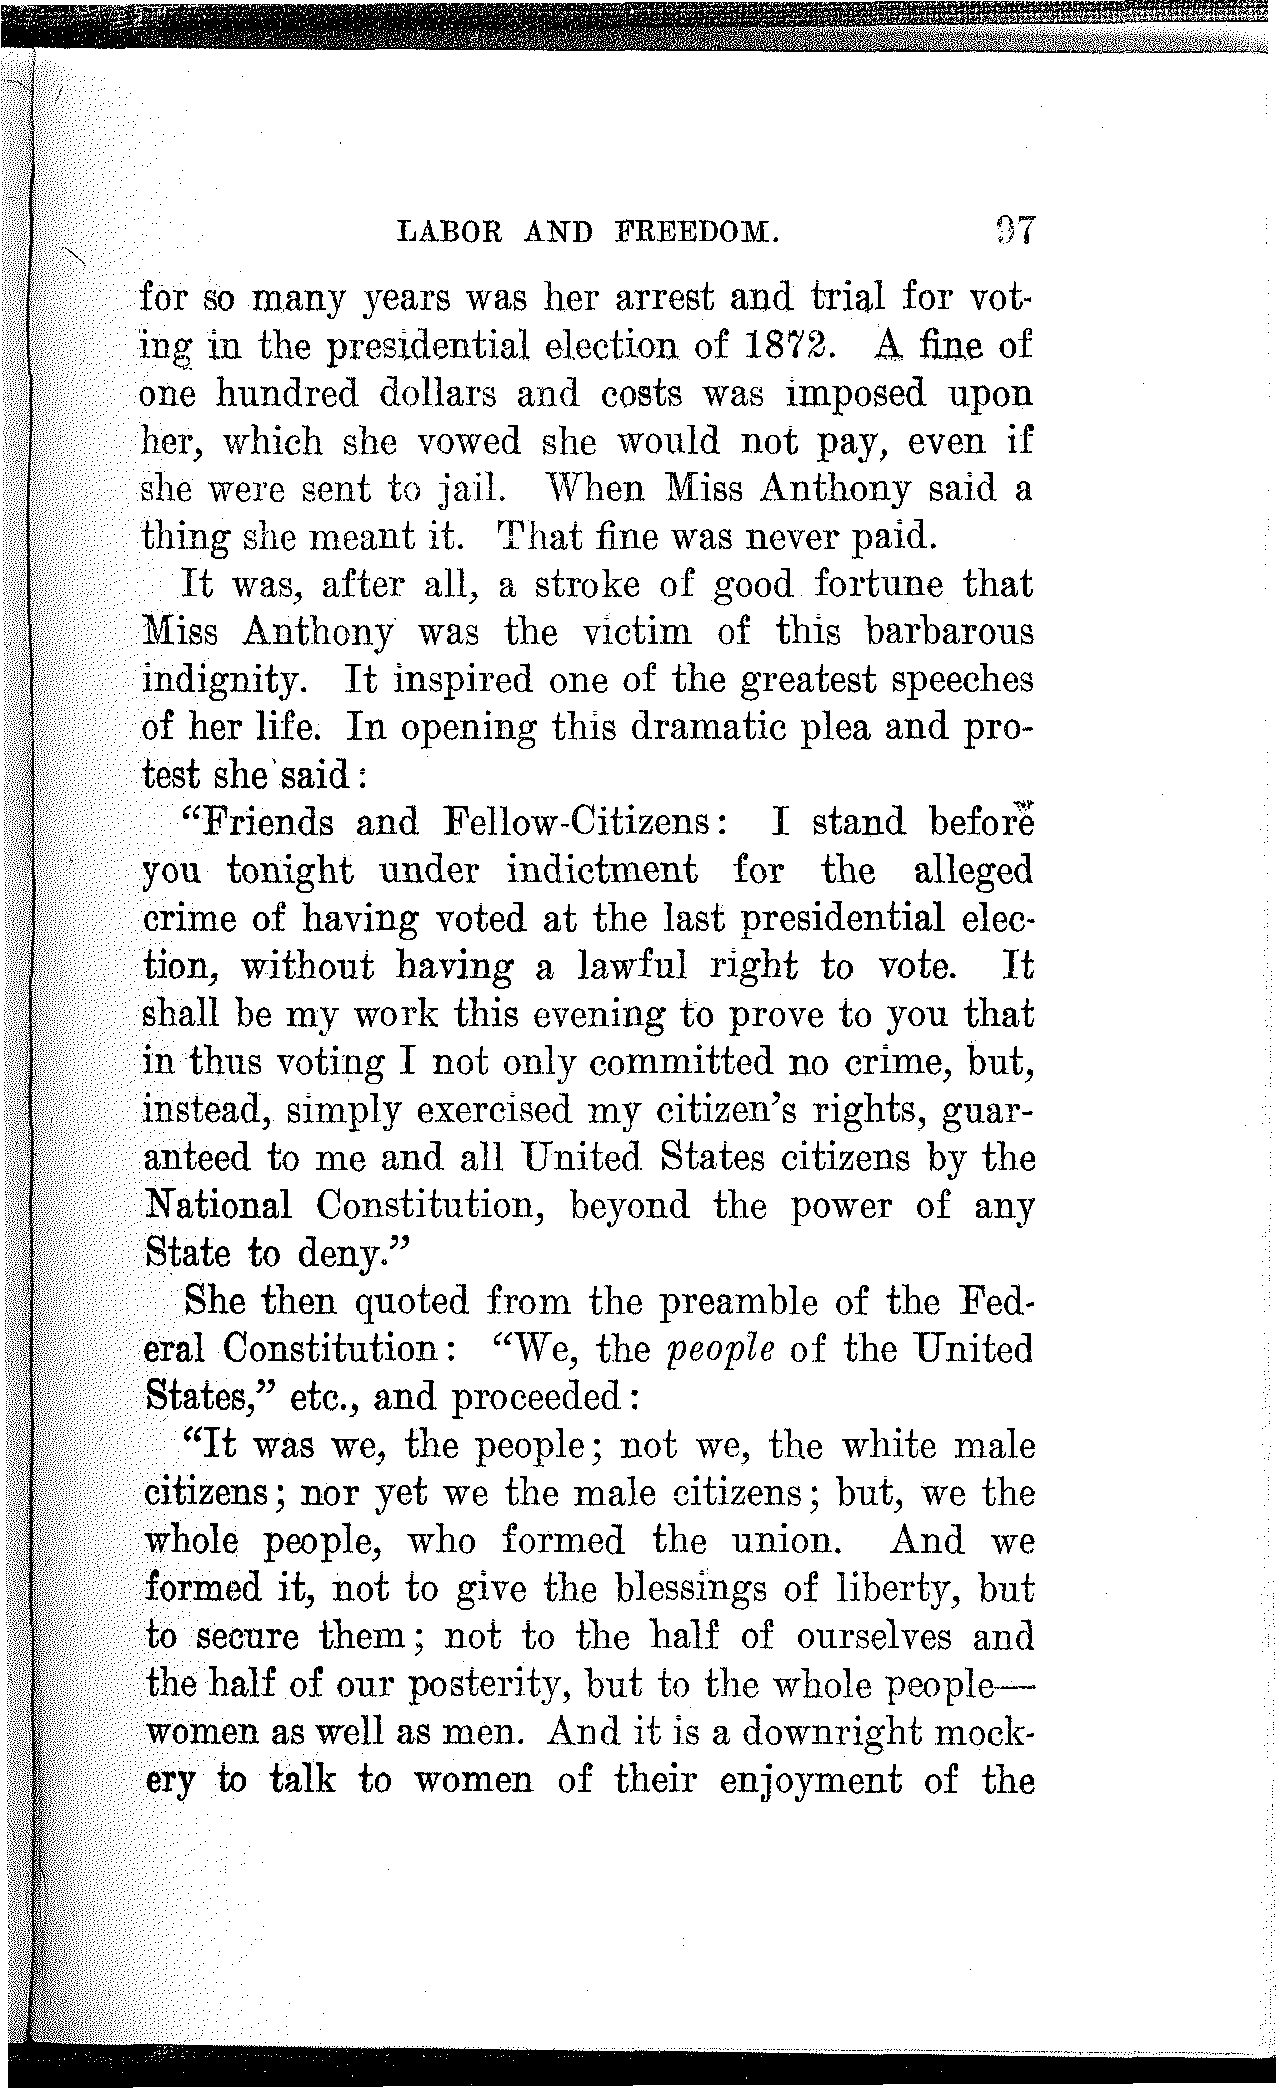 LABOR AND FREEDOM. 97
for so many years was her arrest and trial for vot-
ing in the presidential election of 1872. A fine of
one hundred dollars and costs was imposed upon
her, which she vowed she would not pay, even if
she were sent to jail. When Miss Anthony said a
thing she meant it. That fine was never paid.
It was, after all, a stroke of good fortune that
Miss Anthony was the victim of this barbarous
indignity. It inspired one of the greatest speeches
of her life. In opening this dramatic plea and pro-
test she said:
“Friends and Fellow-Citizens: I stand before
you tonight under indictment for the alleged
crime of having voted at the last presidential elec-
tion, without having a lawful right to vote. It
shall be my work this evening to prove to you that
in thus voting I not only committed no crime, but,
instead, simply exercised my citizen’s rights, guar-
anteed to me and all United States citizens by the
National Constitution, beyond the power of any
State to deny.”
She then quoted from the preamble of the Fed-
eral Constitution: “We, the people of the United
States,” etc., and proceeded:
“It was we, the people; not we, the white male
citizens; nor yet we the male citizens; but, we the
whole people, who formed the union. And we
formed it, not to give the blessings of liberty, but
to secure them; not to the half of ourselves and
the half of our posterity, but to the whole people—
women as well as men. And it is a downright mock-
ery to talk to women of their enjoyment of the